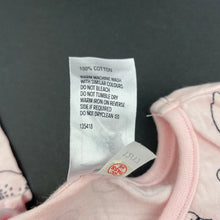 100% COTTON
WARM MACHINE WASH
WITH SIMILAR COLOURS
DO NOT BLEACH
DO NOT TUMBLE DRY
WARM IRON ON REVERSE
SIDE IF REQUIRED
DO NOT DRYCLEAN
135418